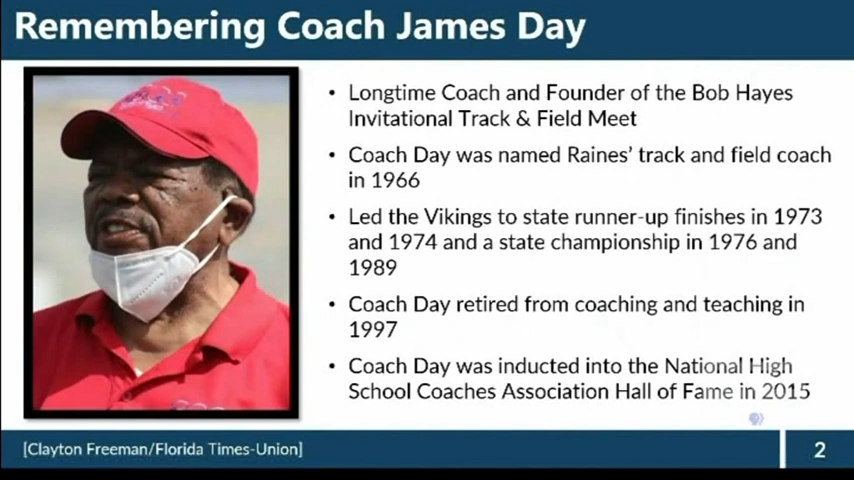 Remembering Coach James Day
• Longtime Coach and Founder of the Bob Hayes
Invitational Track & Field Meet
• Coach Day was named Raines' track and field coach
in 1966
• Led the Vikings to state runner-up finishes in 1973
and 1974 and a state championship in 1976 and
1989
• Coach Day retired from coaching and teaching in
1997
• Coach Day was inducted into the National High
School Coaches Association Hall of Fame in 2015
[Clayton Freeman/Florida Times-Union]
2